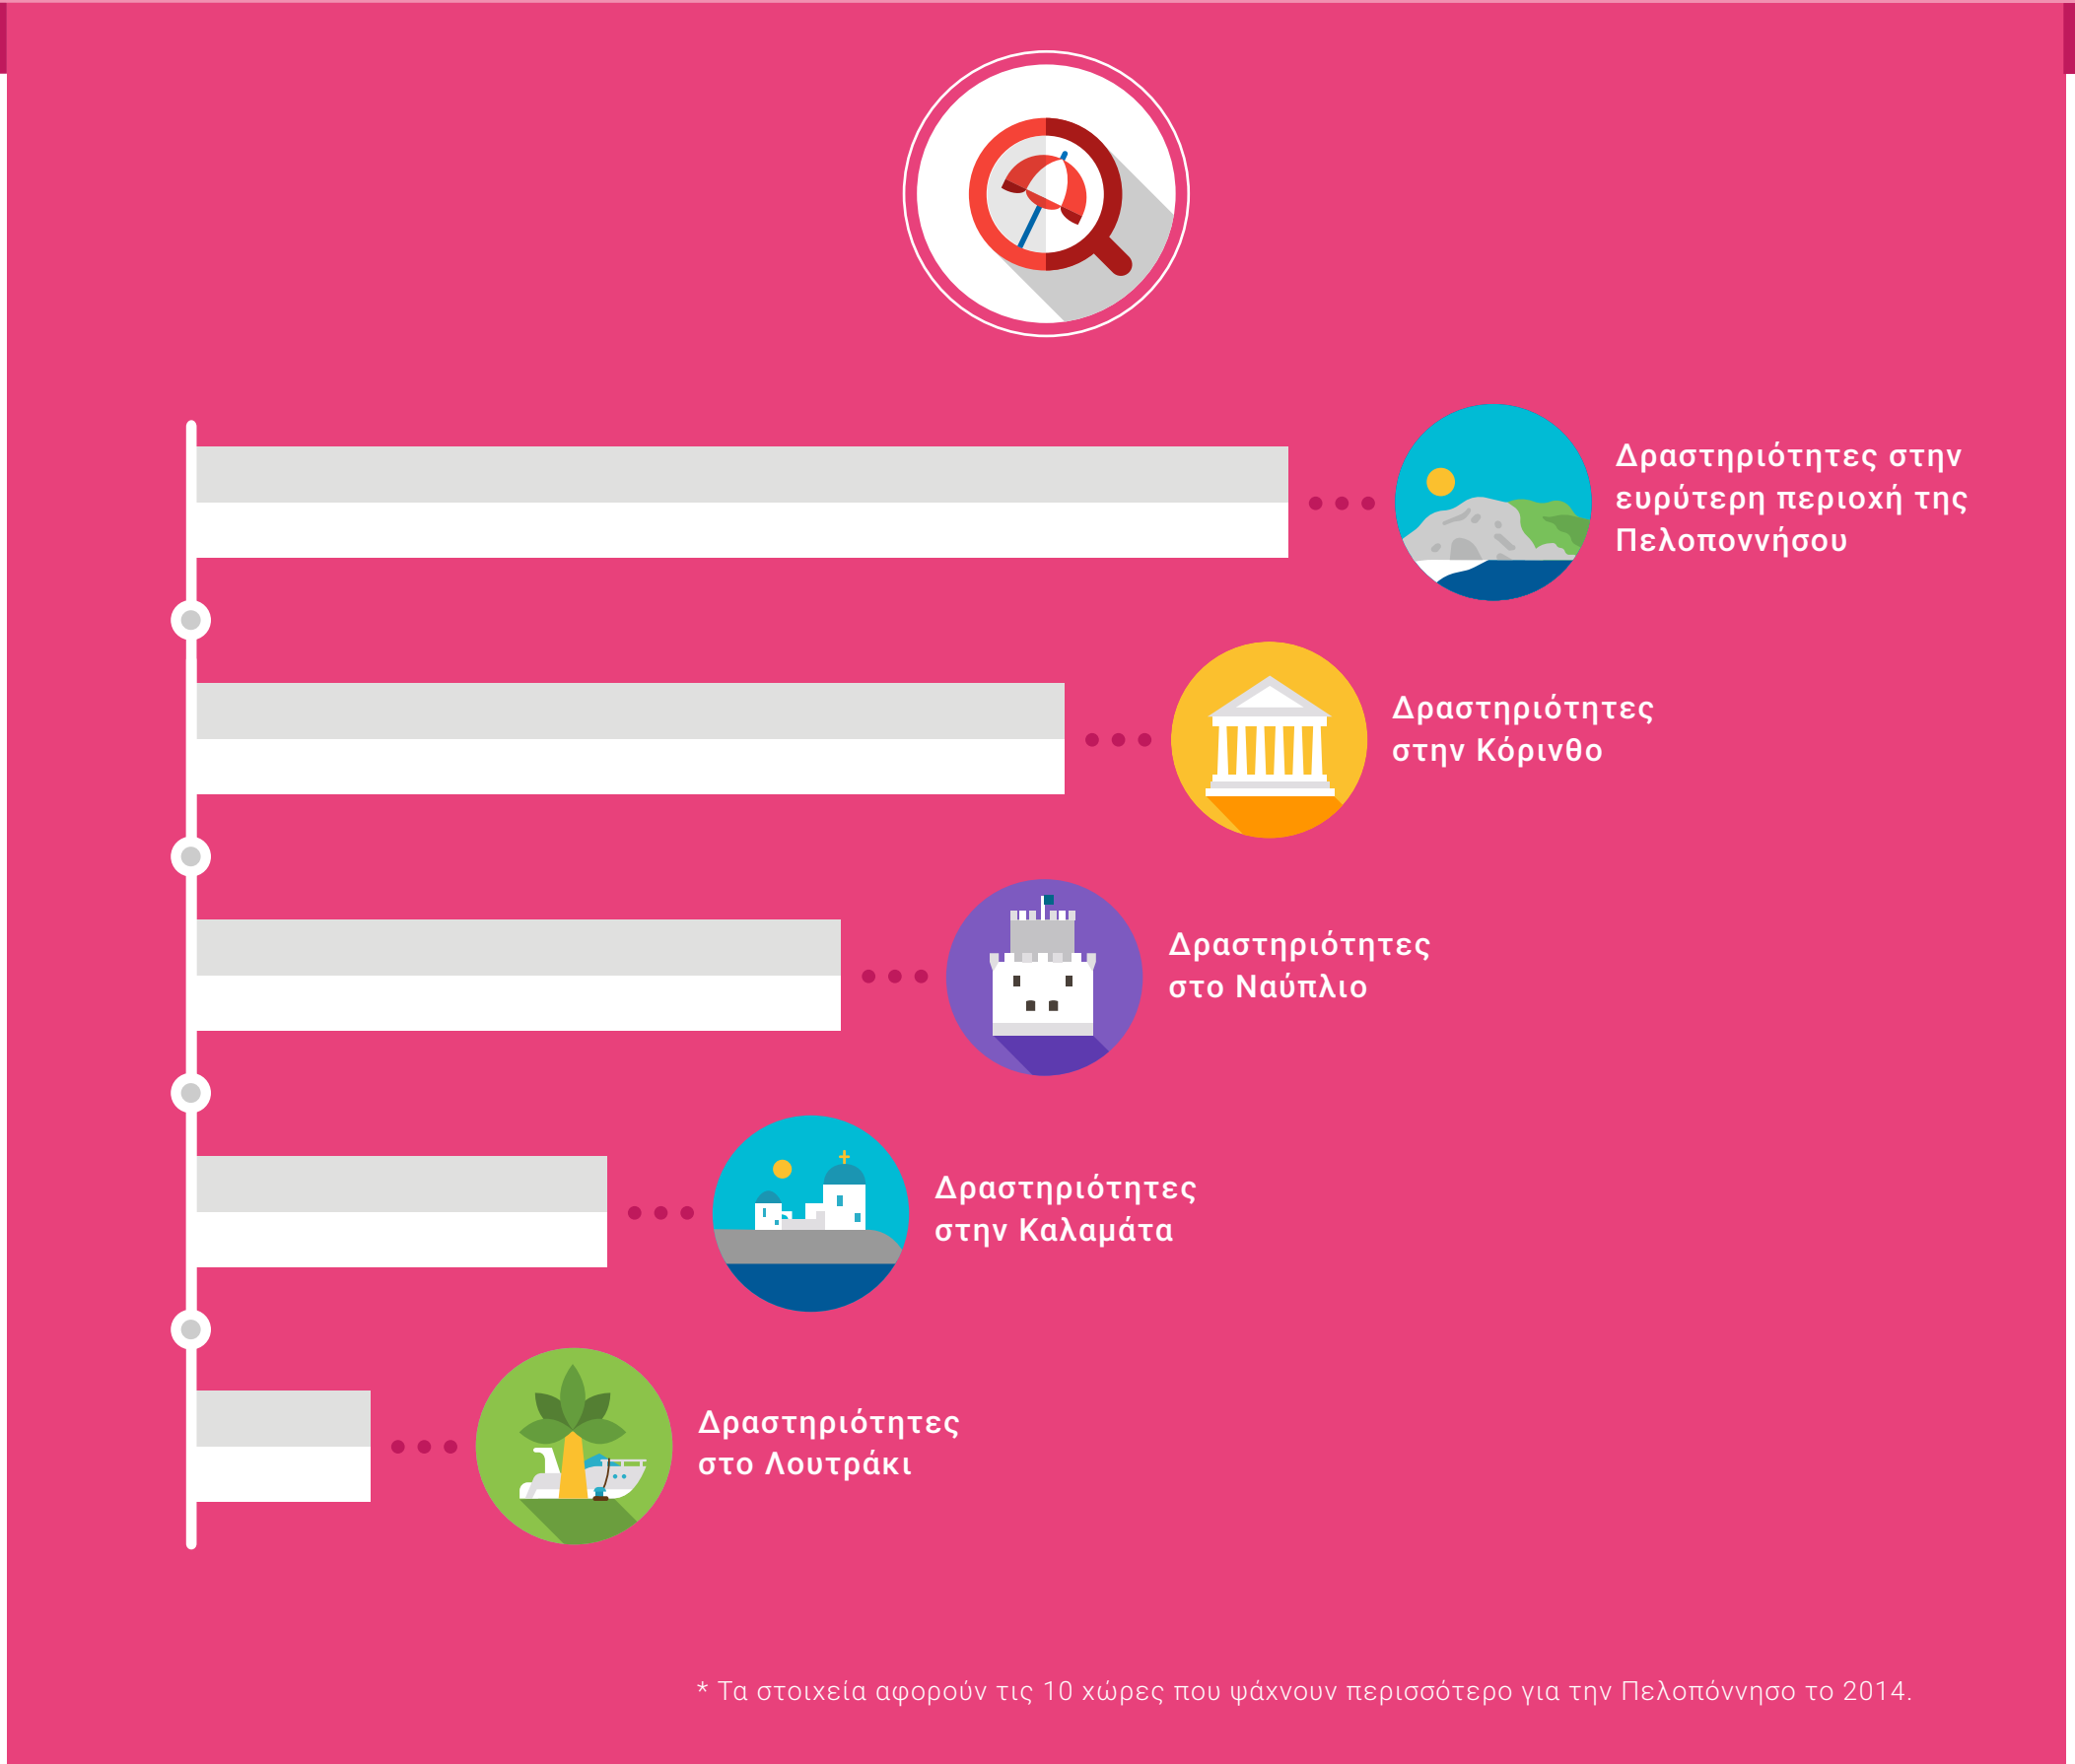 Δραστηριότητες στην
ευρύτερη περιοχή της
Πελοποννήσου
Δραστηριότητες
στην Κόρινθο
Δραστηριότητες
στο Ναύπλιο
Δραστηριότητες
στην Καλαμάτα
Δραστηριότητες
στο Λουτράκι
* Τα στοιχεία αφορούν τις 10 χώρες που ψάχνουν περισσότερο για την Πελοπόννησο το 2014.